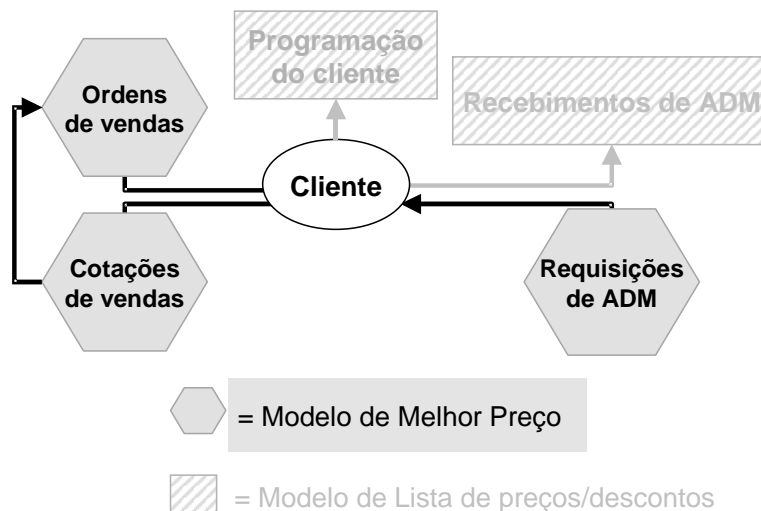 Programação
do cliente
Ordens
de vendas
Recebimentos de ADM
Cliente
Cotações
de vendas
Requisições
de ADM
= Modelo de Melhor Preço
= Modelo de Lista de preços/descontos